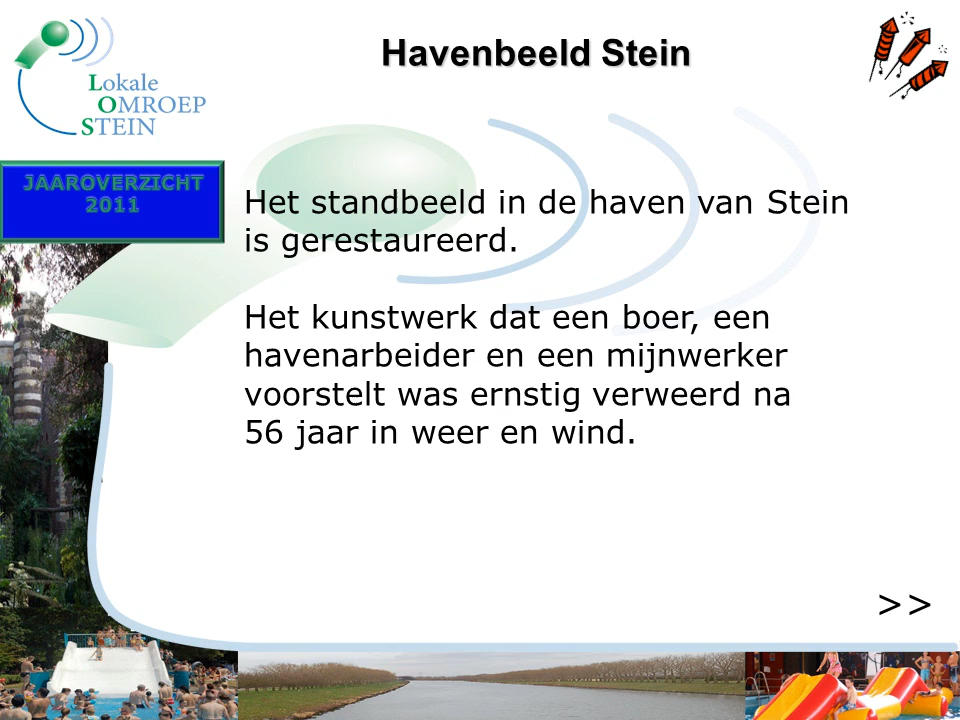 Havenbeeld Stein
Lokale
OMROEP
STEIN
JAAROVERZICHT
2011
Het standbeeld in de haven van Stein
is gerestaureerd.
Het kunstwerk dat een boer, een
havenarbeider en een mijnwerker
voorstelt was ernstig verweerd na
56 jaar in weer en wind.
>>